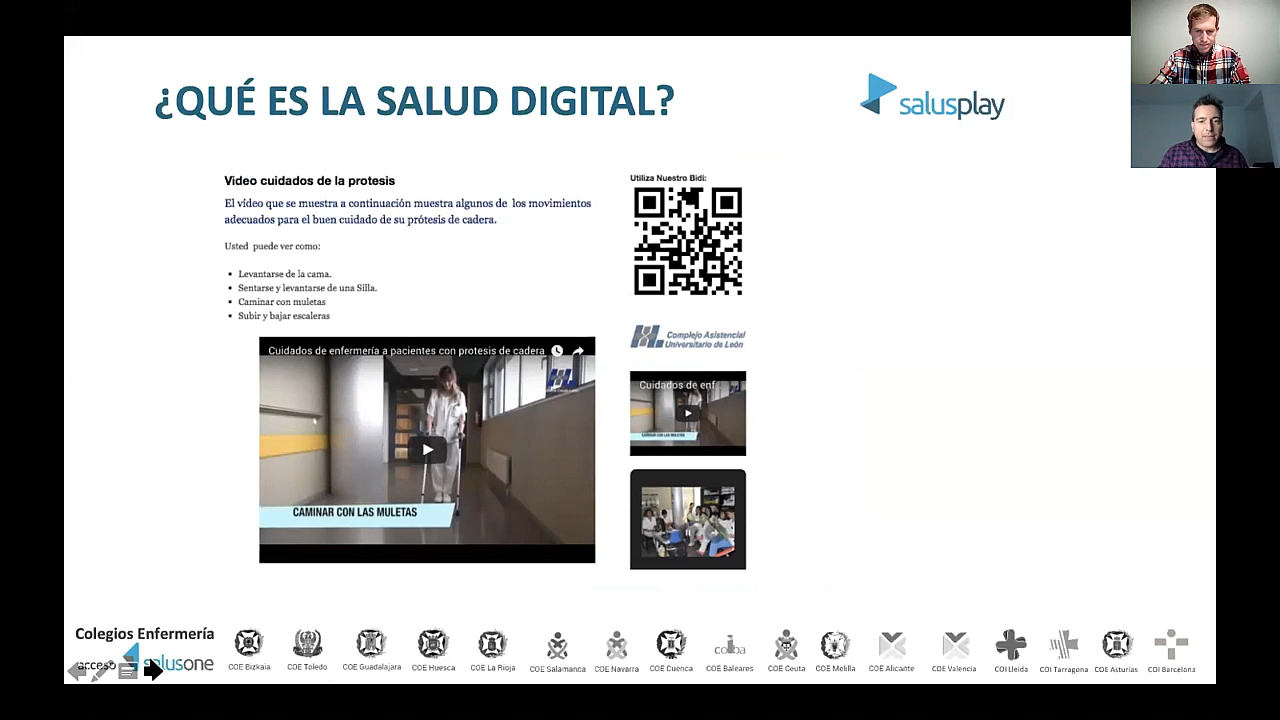 ¿QUÉ ES LA SALUD DIGITAL?
salusplay
Video cuidados de la protesis
El vídeo que se muestra a continuación muestra algunos de los movimientos
adecuados para el buen cuidado de su prótesis de cadera.
Usted puede ver como:
Levantarse de la cama.
Sentarse y levantarse de una Silla.
Caminar con muletas
Subir y bajar escaleras
Cuidados de enfermería a pacientes con protesis de cadera
CAMINAR CON LAS MULETAS
Utiliza Nuestro Bidi:
Complejo Asistencial
Universitario de León
Cuidados de enf
CAMINAR CON LAS MULETAS
Colegios Enfermería
acceso salusone
COE Bizkaia
COE Toledo
COE Guadalajara
COE Huesca
COE La Rioja
COE Salamanca
COE Navarra
COE Cuenca
COE Baleares
COE Ceuta
COE Melilla
COE Alicante
COE Valencia
COI Lleida
COI Tarragona
COE Asturias
COI Barcelona